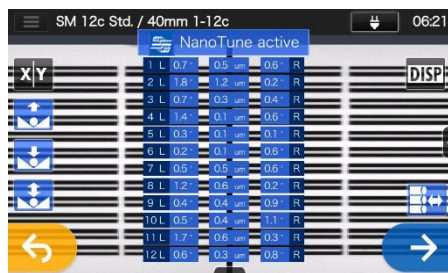 SM 12c Std. / 40mm 1-12c 06:21
NanoTune active
1 L 0.7° 0.5 um 0.6° R
2 L 1.8° 1.2 um 0.2° R
3 L 0.7° 0.3 um 0.4° R
4 L 1.4° 0.1 um 0.6° R
5 L 0.3° 0.1 um 0.1° R
6 L 0.2° 0.1 um 0.6° R
7 L 0.5° 0.5 um 0.6° R
8 L 1.2° 0.6 um 0.2° R
9 L 0.4° 0.4 um 0.9° R
10 L 0.5° 0.4 um 1.1° R
11 L 1.7° 0.6 um 0.3° R
12 L 0.6° 0.3 um 0.8° R
X Y
DISP